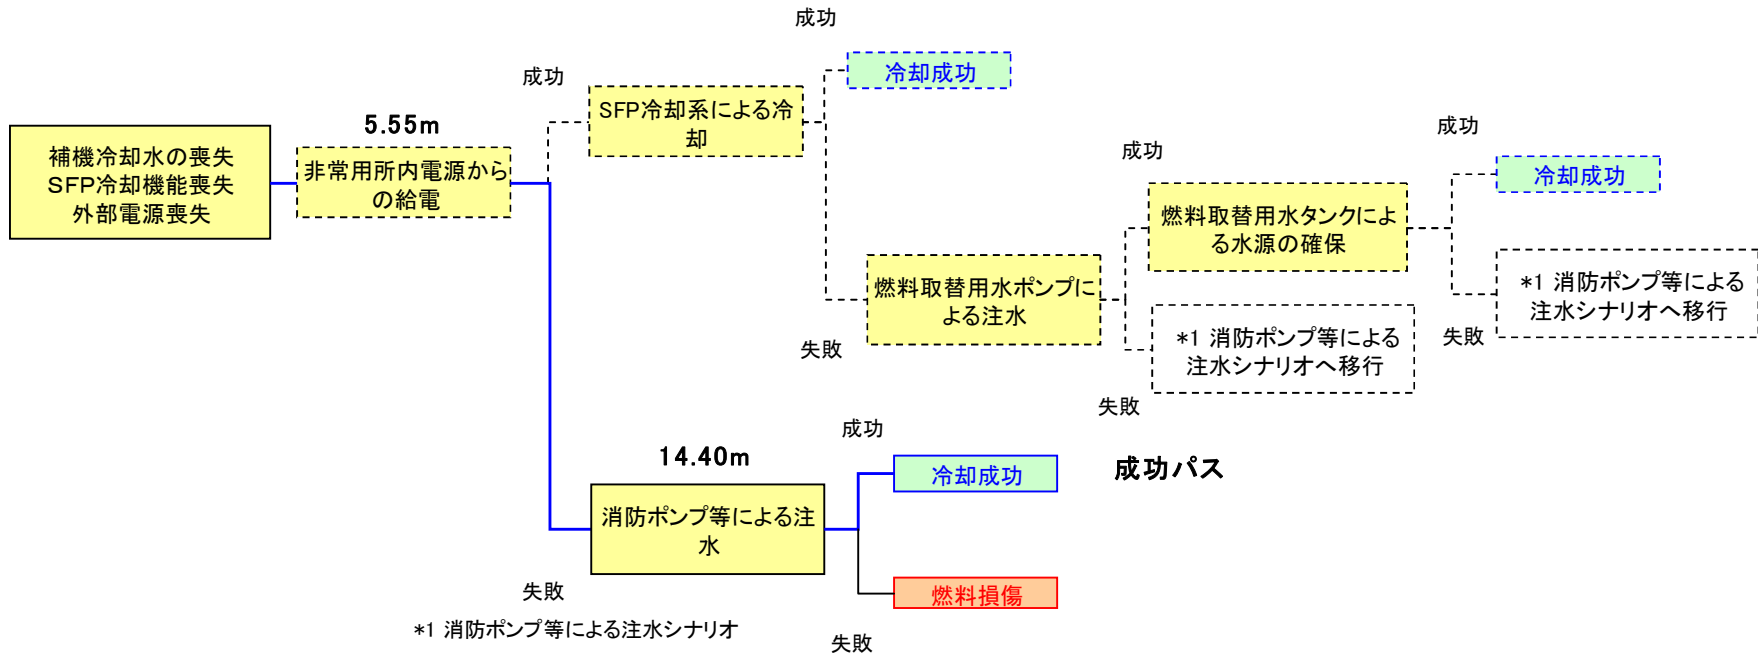 成功
冷却成功
成功
SFP冷却系による冷
却
5.55m
補機冷却水の喪失
SFP冷却機能喪失
外部電源喪失
非常用所内電源から
の給電
成功
冷却成功
成功
燃料取替用水タンクによ
る水源の確保
燃料取替用水ポンプに
よる注水
*1 消防ポンプ等による
注水シナリオへ移行
失敗
失敗
*1 消防ポンプ等による
注水シナリオへ移行
失敗
成功
14.40m
冷却成功
成功パス
消防ポンプ等による注
水
失敗
燃料損傷
*1 消防ポンプ等による注水シナリオ
失敗